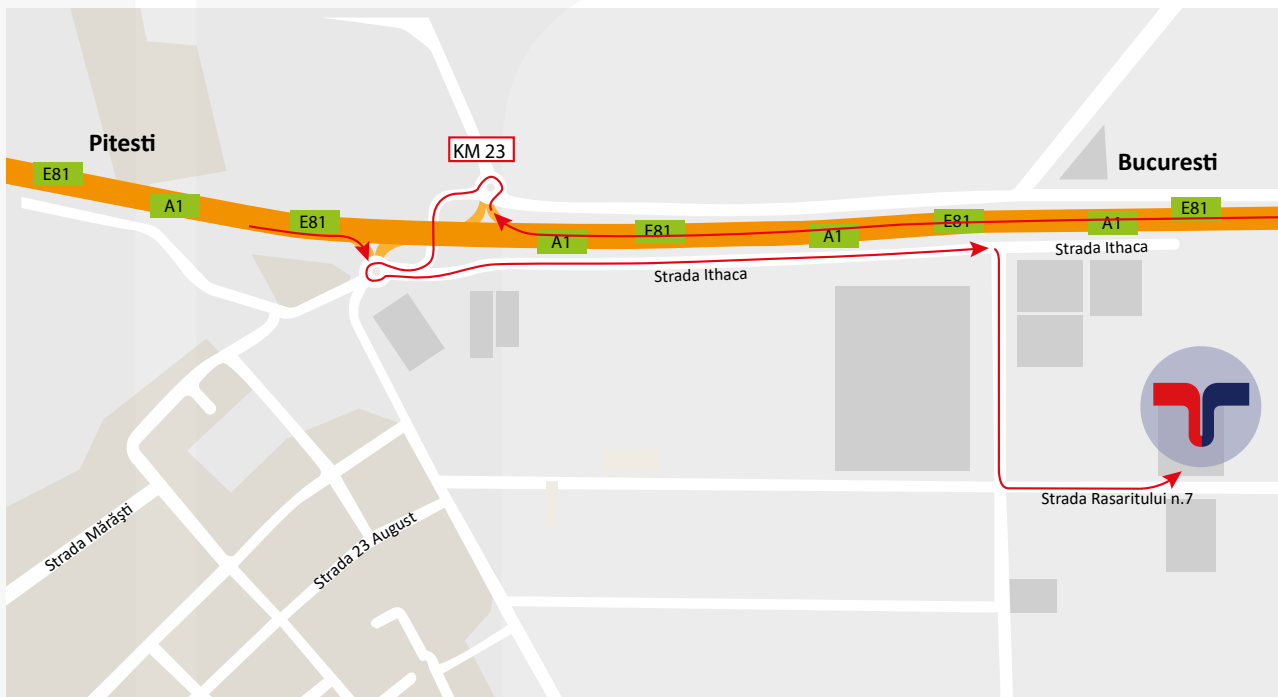 Pitesti
KM 23
Bucuresti
E81
A1
E81
E81
A1
E81
A1
E81
A1
Strada Ithaca
Strada Ithaca
Strada Rasaritului n.7
Strada Mărăști
Strada 23 August